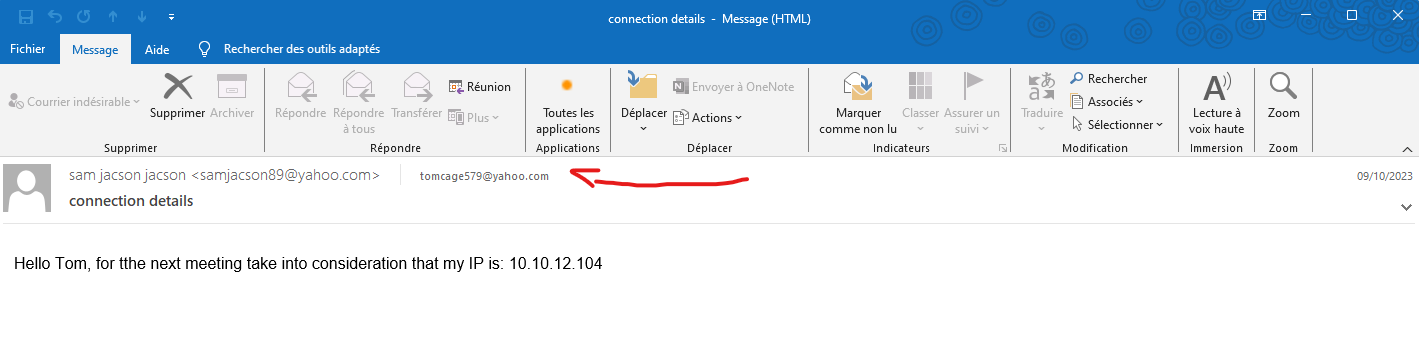 connection details - Message (HTML)
Fichier Message Aide Rechercher des outils adaptés
Courrier indésirable
Supprimer
Archiver
Supprimer
Répondre
Répondre
à tous
Transférer
Réunion
Plus
Répondre
Toutes les
applications
Applications
Déplacer
Envoyer à OneNote
Actions
Déplacer
Marquer
comme non lu
Classer
Assurer un
suivi
Indicateurs
Traduire
Rechercher
Associés
Sélectionner
Modification
Lecture à
voix haute
Immersion
Zoom
Zoom
sam jacson jacson <samjacson89@yahoo.com> tomcage579@yahoo.com 09/10/2023
connection details
Hello Tom, for tthe next meeting take into consideration that my IP is: 10.10.12.104